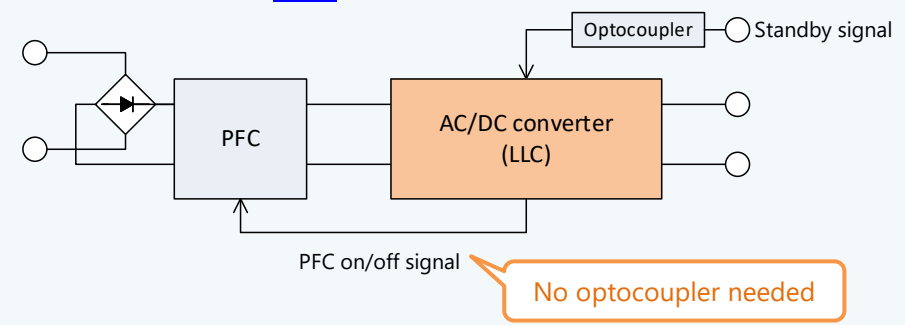 Optocoupler
Standby signal
PFC
AC/DC converter
(LLC)
PFC on/off signal
No optocoupler needed